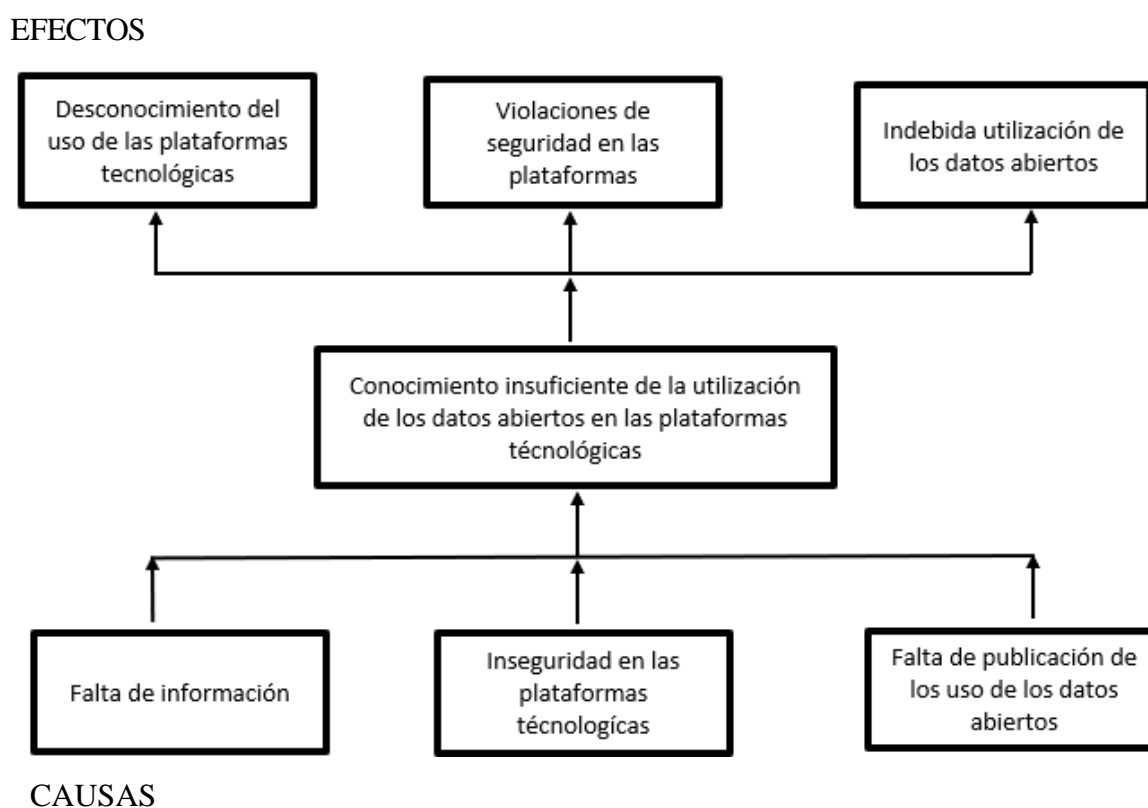 EFECTOS
Desconocimiento del
uso de las plataformas
tecnológicas
Violaciones de
seguridad en las
plataformas
Indebida utilización de
los datos abiertos
Conocimiento insuficiente de la utilización
de los datos abiertos en las plataformas
técnológicas
Falta de información
Inseguridad en las
plataformas
técnologícas
Falta de publicación de
los uso de los datos
abiertos
CAUSAS